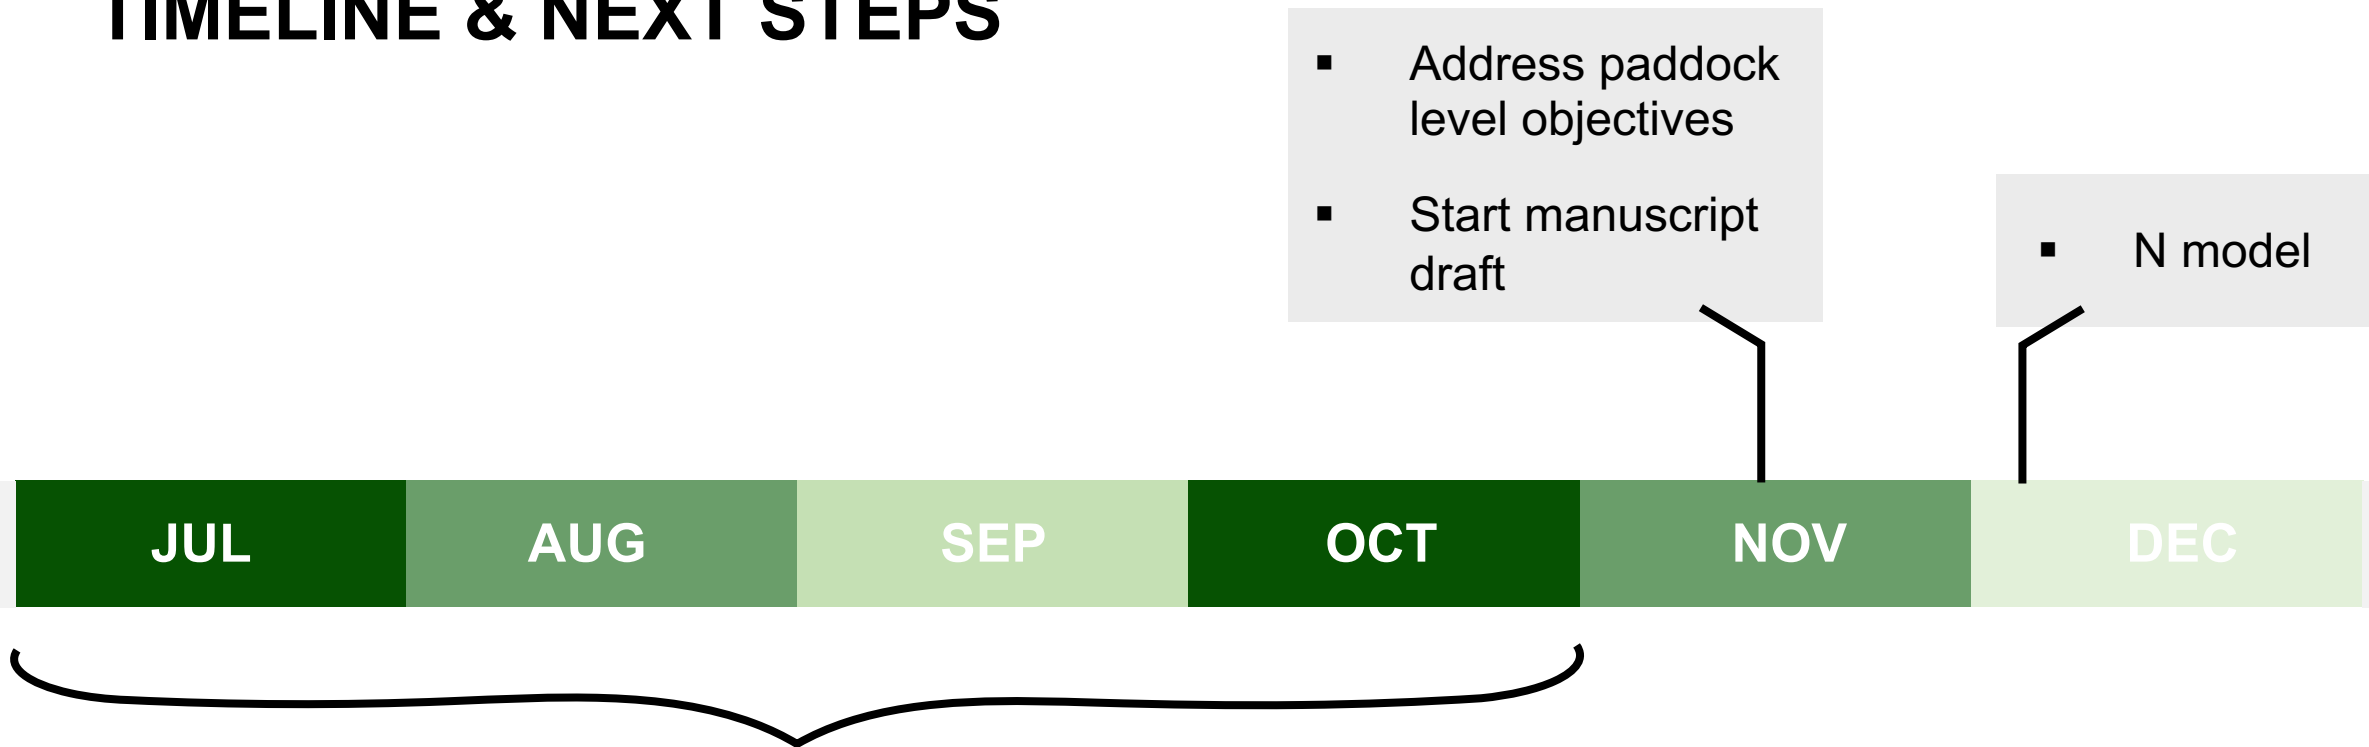 TIMELINE & NEXT STEPS
▪ Address paddock
level objectives
▪ Start manuscript
draft
▪ N model
JUL AUG SEP OCT NOV DEC